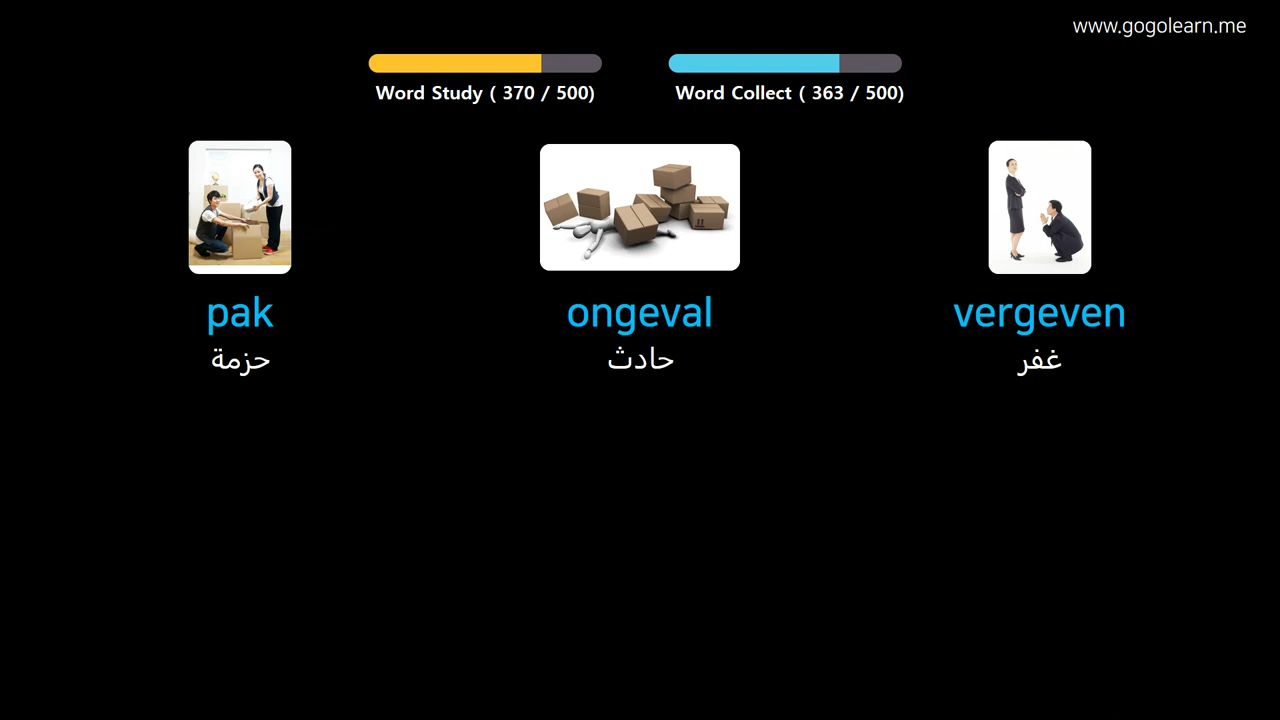 www.gogolearn.me
Word Study ( 370 / 500)
Word Collect ( 363 / 500)
pak
ongeval
vergeven
حزمة
حادث
غفر